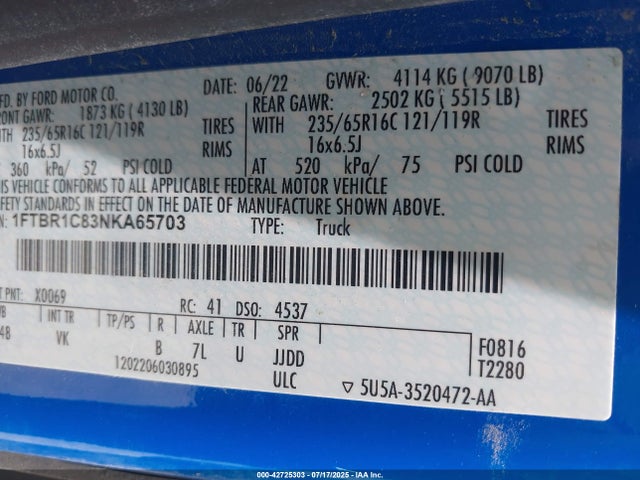 FD. BY FORD MOTOR CO.
DATE: 06/22 GVWR: 4114 KG ( 9070 LB)
RONT GAWR: 1873 KG ( 4130 LB)
REAR GAWR: 2502 KG ( 5515 LB)
WITH 235/65R16C 121/119R TIRES
WITH 235/65R16C 121/119R TIRES
16x6.5J RIMS
16x6.5J RIMS
360 kPa/ 52 PSI COLD
AT 520 kPa/ 75 PSI COLD
IS VEHICLE CONFORMS TO ALL APPLICABLE FEDERAL MOTOR VEHICLE
FETY STANDARDS IN EFFECT ON THE DATE OF MANUFACTURE SHOWN ABOVE.
1FTBR1C83NKA65703 TYPE: Truck
T PNT: X0069 RC: 41 DSO: 4537
B INT TR TP/PS R AXLE TR SPR F0816
48 VK B 7L U JJDD T2280
1202206030895 ULC ▽ 5U5A-3520472-AA
00-42725303 - 07/17/2025 - IAA Inc.